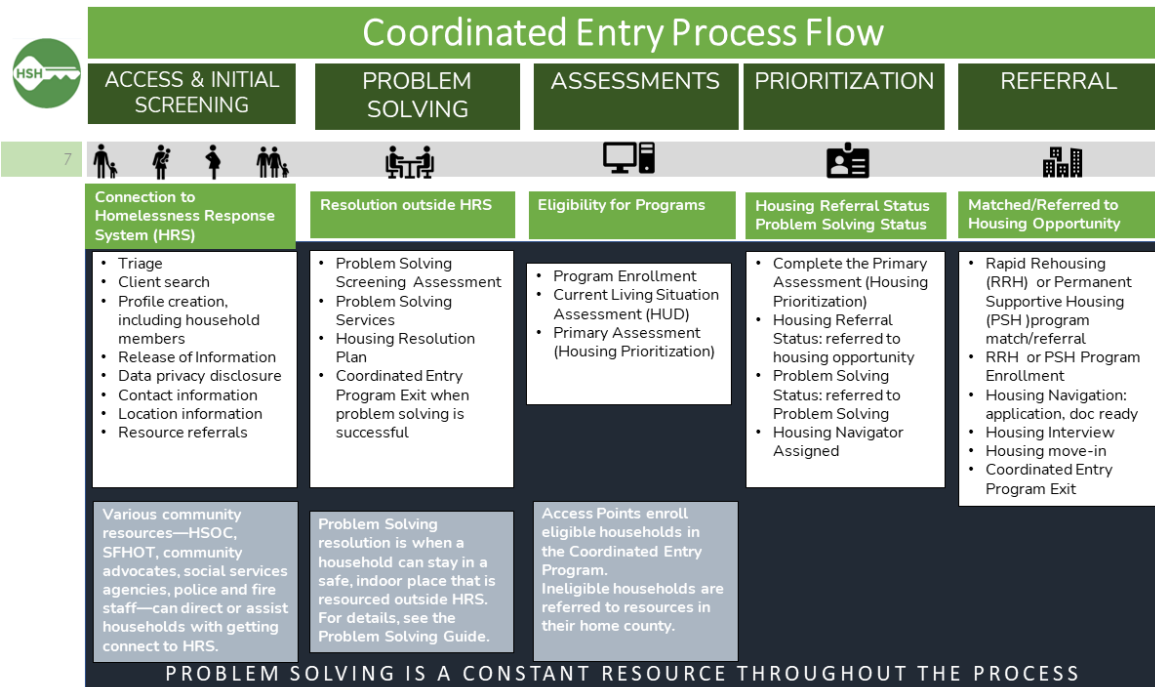 Coordinated Entry Process Flow
HSH
ACCESS & INITIAL
SCREENING
PROBLEM
SOLVING
ASSESSMENTS
PRIORITIZATION
REFERRAL
7
Connection to
Homelessness Response
System (HRS)
Resolution outside HRS
Eligibility for Programs
Housing Referral Status
Problem Solving Status
Matched/Referred to
Housing Opportunity
• Triage
• Client search
• Profile creation,
including household
members
• Release of Information
• Data privacy disclosure
• Contact information
• Location information
• Resource referrals
• Problem Solving
Screening Assessment
• Problem Solving
Services
• Housing Resolution
Plan
• Coordinated Entry
Program Exit when
problem solving is
successful
• Program Enrollment
• Current Living Situation
Assessment (HUD)
• Primary Assessment
(Housing Prioritization)
• Complete the Primary
Assessment (Housing
Prioritization)
• Housing Referral
Status: referred to
housing opportunity
• Problem Solving
Status: referred to
Problem Solving
• Housing Navigator
Assigned
• Rapid Rehousing
(RRH) or Permanent
Supportive Housing
(PSH )program
match/referral
• RRH or PSH Program
Enrollment
• Housing Navigation:
application, doc ready
• Housing Interview
• Housing move-in
• Coordinated Entry
Program Exit
Various community
resources—HSOC,
SFHOT, community
advocates, social services
agencies, police and fire
staff—can direct or assist
households with getting
connect to HRS.
Problem Solving
resolution is when a
household can stay in a
safe, indoor place that is
resourced outside HRS.
For details, see the
Problem Solving Guide.
Access Points enroll
eligible households in
the Coordinated Entry
Program.
Ineligible households are
referred to resources in
their home county.
PROBLEM SOLVING IS A CONSTANT RESOURCE THROUGHOUT THE PROCESS